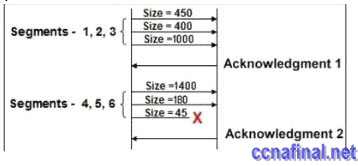 Size = 450
Segments - 1, 2, 3
Size = 400
Size =1000
Acknowledgment 1
Size =1400
Segments - 4, 5, 6
Size =180
Size = 45 X
Acknowledgment 2
ccnafinal.net